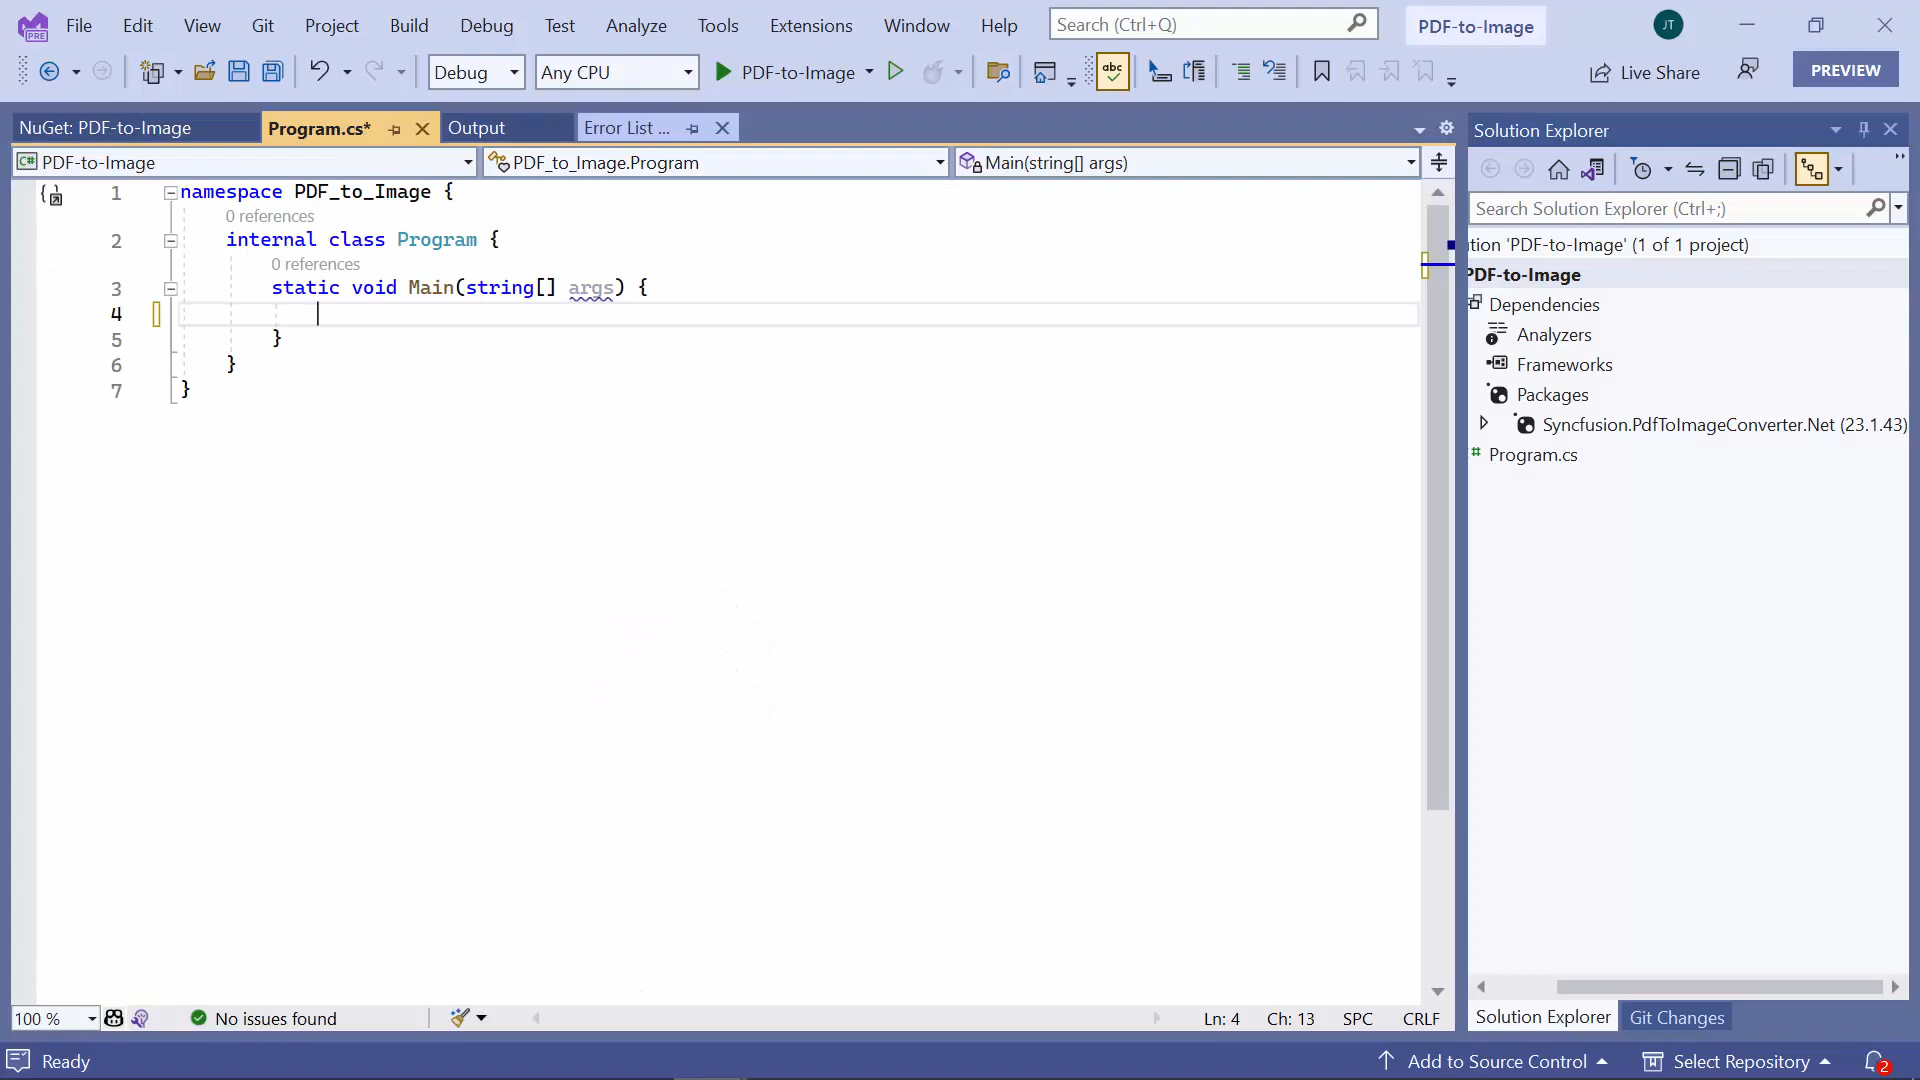 File Edit View Git Project Build Debug Test Analyze Tools Extensions Window Help Search (Ctrl+Q) PDF-to-Image JT
PRE
Debug Any CPU PDF-to-Image abc Live Share PREVIEW
NuGet: PDF-to-Image Program.cs* Output Error List ...
C# PDF-to-Image PDF_to_Image.Program Main(string[] args)
1 namespace PDF_to_Image {
0 references
2 internal class Program {
0 references
3 static void Main(string[] args) {
4
5 }
6 }
7 }
Solution Explorer
Search Solution Explorer (Ctrl+;)
ution 'PDF-to-Image' (1 of 1 project)
PDF-to-Image
Dependencies
Analyzers
Frameworks
Packages
Syncfusion.PdfToImageConverter.Net (23.1.43)
Program.cs
100 % No issues found Ln: 4 Ch: 13 SPC CRLF
Solution Explorer Git Changes
Ready Add to Source Control Select Repository 2